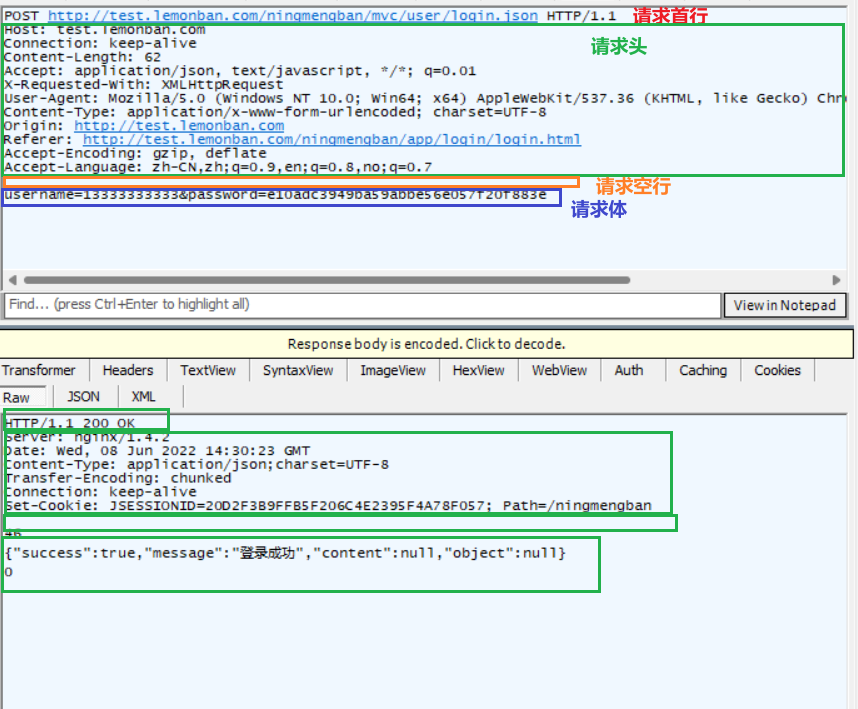 POST http://test.lemonban.com/ningmengban/mvc/user/login.json HTTP/1.1 请求首行
Host: test.lemonban.com
请求头
Connection: keep-alive
Content-Length: 62
Accept: application/json, text/javascript, */*; q=0.01
X-Requested-With: XMLHttpRequest
User-Agent: Mozilla/5.0 (Windows NT 10.0; Win64; x64) AppleWebKit/537.36 (KHTML, like Gecko) Chr
Content-Type: application/x-www-form-urlencoded; charset=UTF-8
Origin: http://test.lemonban.com
Referer: http://test.lemonban.com/ningmengban/app/login/login.html
Accept-Encoding: gzip, deflate
Accept-Language: zh-CN,zh;q=0.9,en;q=0.8,no;q=0.7
请求空行
username=13333333333&password=e10adc3949ba59abbe56e057f20f883e
请求体
Find... (press Ctrl+Enter to highlight all) View in Notepad
Response body is encoded. Click to decode.
Transformer Headers TextView SyntaxView ImageView HexView WebView Auth Caching Cookies
Raw JSON XML
HTTP/1.1 200 OK
Server: nginx/1.4.2
Date: Wed, 08 Jun 2022 14:30:23 GMT
Content-Type: application/json;charset=UTF-8
Transfer-Encoding: chunked
Connection: keep-alive
Set-Cookie: JSESSIONID=20D2F3B9FFB5F206C4E2395F4A78F057; Path=/ningmengban
46
{"success":true,"message":"登录成功","content":null,"object":null}
0